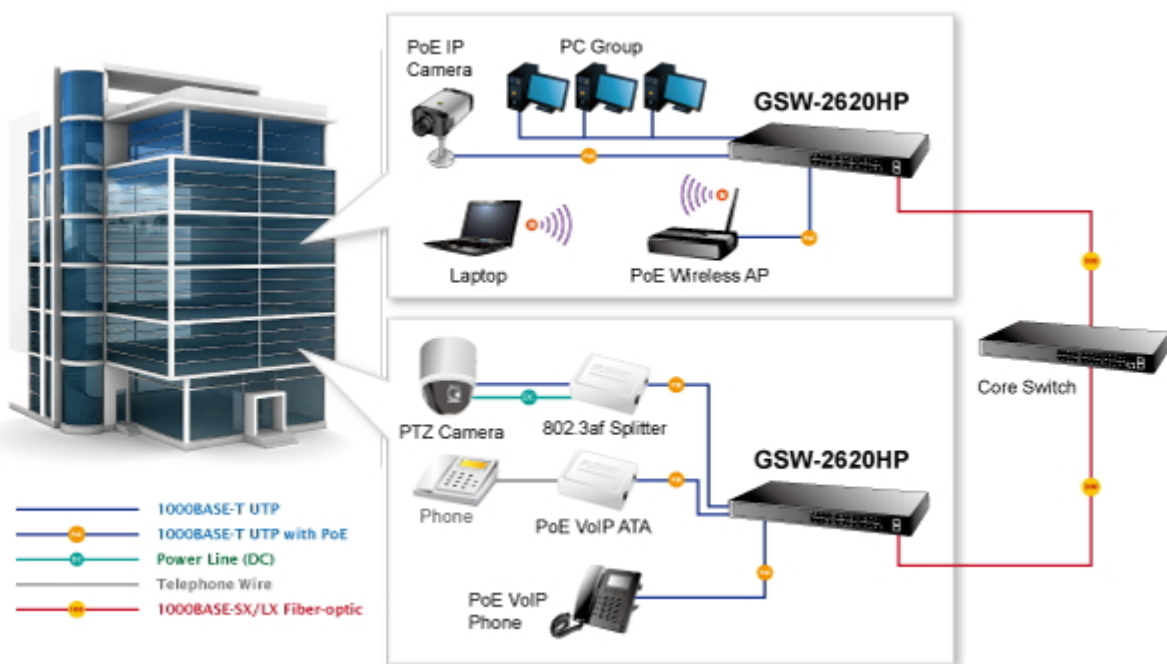 PoE IP
Camera
PC Group
GSW-2620HP
Laptop
PoE Wireless AP
Core Switch
PTZ Camera
802.3af Splitter
GSW-2620HP
Phone
PoE VoIP ATA
PoE VoIP
Phone
1000BASE-T UTP
1000BASE-T UTP with PoE
Power Line (DC)
Telephone Wire
1000BASE-SX/LX Fiber-optic